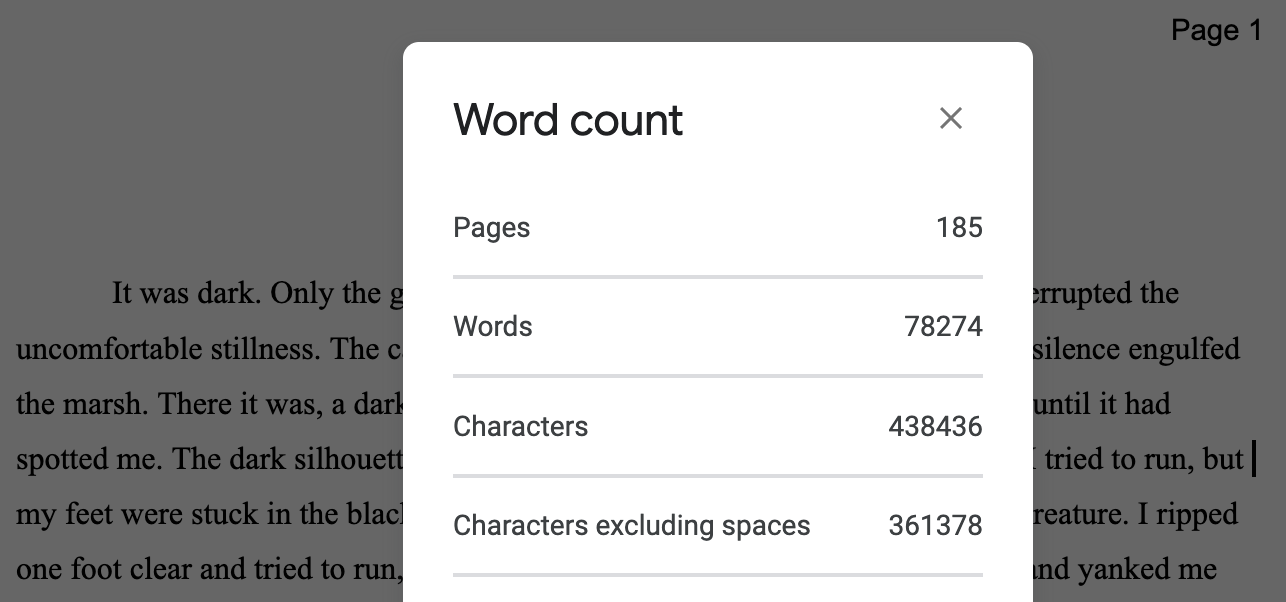 Page 1
Word count
Pages 185
Words 78274
Characters 438436
Characters excluding spaces 361378
It was dark. Only the errupted the
uncomfortable stillness. The silence engulfed
the marsh. There it was, a dark until it had
spotted me. The dark I tried to run, but
my feet were stuck in the reature. I ripped
one foot clear and tried to run, and yanked me